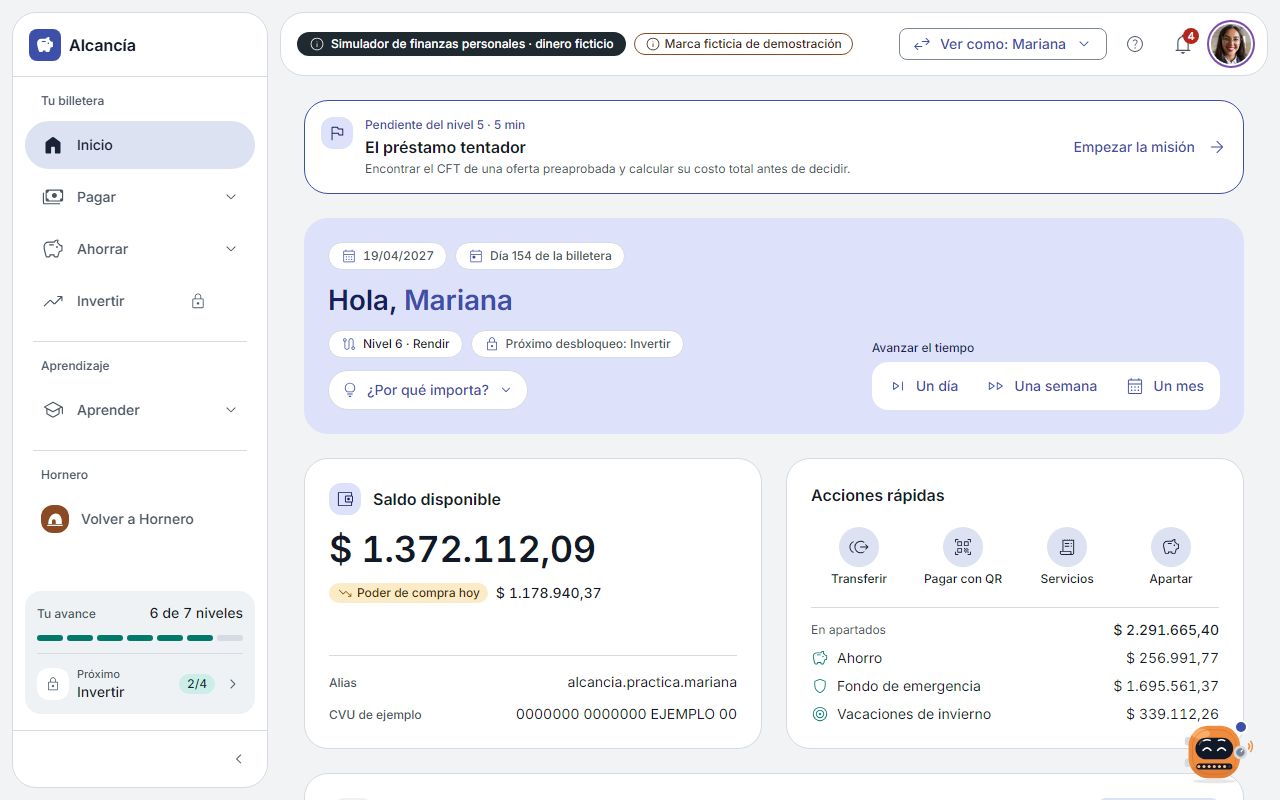 Alcancía
Simulador de finanzas personales · dinero ficticio
Marca ficticia de demostración
Ver como: Mariana
4
Tu billetera
Inicio
Pagar
Ahorrar
Invertir
Aprendizaje
Aprender
Hornero
Volver a Hornero
Tu avance
6 de 7 niveles
Próximo
Invertir
2/4
Pendiente del nivel 5 · 5 min
El préstamo tentador
Encontrar el CFT de una oferta preaprobada y calcular su costo total antes de decidir.
Empezar la misión
19/04/2027
Día 154 de la billetera
Hola, Mariana
Nivel 6 · Rendir
Próximo desbloqueo: Invertir
¿Por qué importa?
Avanzar el tiempo
Un día
Una semana
Un mes
Saldo disponible
$ 1.372.112,09
Poder de compra hoy
$ 1.178.940,37
Alias
alcancia.practica.mariana
CVU de ejemplo
0000000 0000000 EJEMPLO 00
Acciones rápidas
Transferir
Pagar con QR
Servicios
Apartar
En apartados
$ 2.291.665,40
Ahorro
$ 256.991,77
Fondo de emergencia
$ 1.695.561,37
Vacaciones de invierno
$ 339.112,26